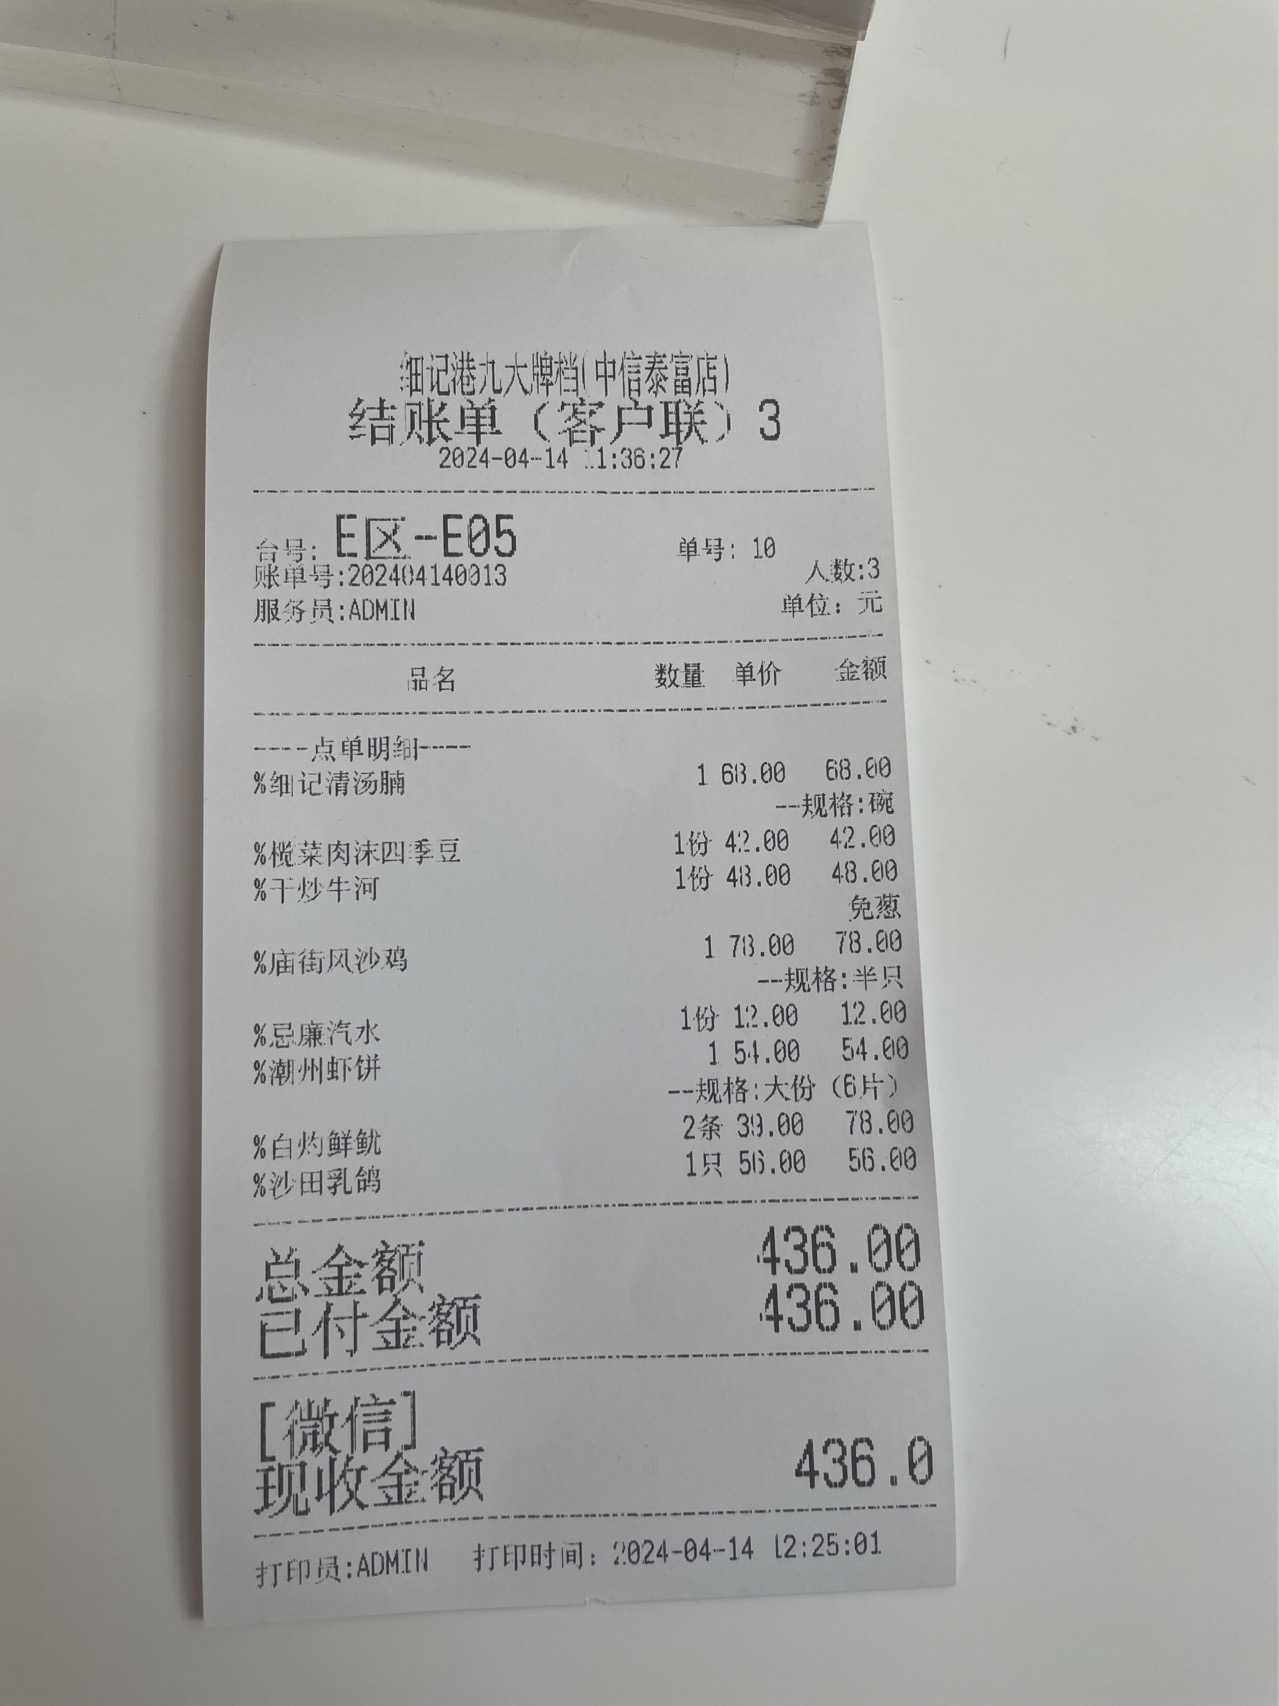 细记港九大牌档(中信泰富店)
结账单（客户联）3
2024-04-14 11:36:27
台号: E区-E05 单号: 10
账单号:202404140013 人数:3
服务员:ADMIN 单位: 元
品名 数量 单价 金额
----点单明细----
%细记清汤腩 1 68.00 68.00
--规格:碗
%榄菜肉沫四季豆 1份 42.00 42.00
%干炒牛河 1份 48.00 48.00
免葱
%庙街风沙鸡 1 78.00 78.00
--规格:半只
%忌廉汽水 1份 12.00 12.00
%潮州虾饼 1 54.00 54.00
--规格:大份（6片）
%白灼鲜鱿 2条 39.00 78.00
%沙田乳鸽 1只 56.00 56.00
总金额 436.00
已付金额 436.00
[微信]
现收金额 436.0
打印员:ADMIN 打印时间: 2024-04-14 12:25:01